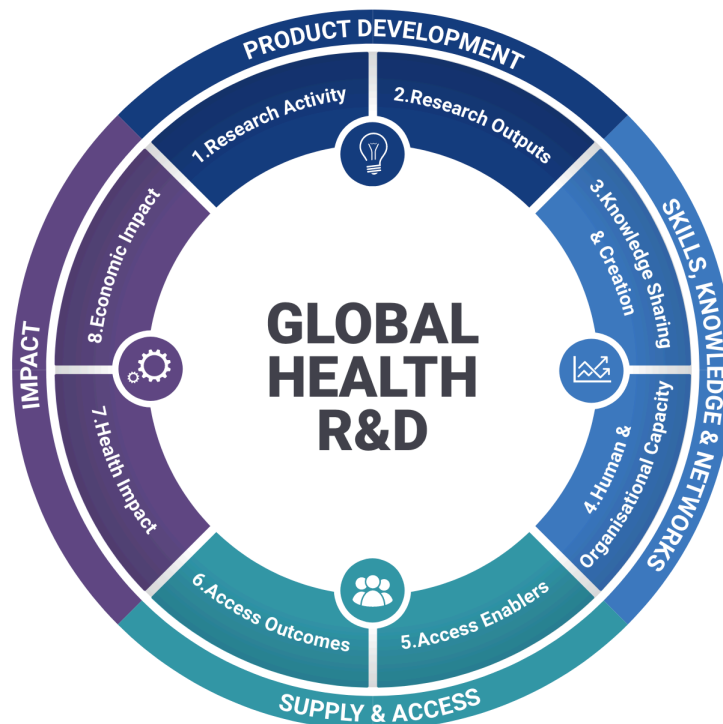 PRODUCT DEVELOPMENT
1.Research Activity
2.Research Outputs
SKILLS, KNOWLEDGE & NETWORKS
3.Knowledge Sharing
& Creation
4.Human &
Organisational Capacity
SUPPLY & ACCESS
5.Access Enablers
6.Access Outcomes
IMPACT
7.Health Impact
8.Economic Impact
GLOBAL
HEALTH
R&D